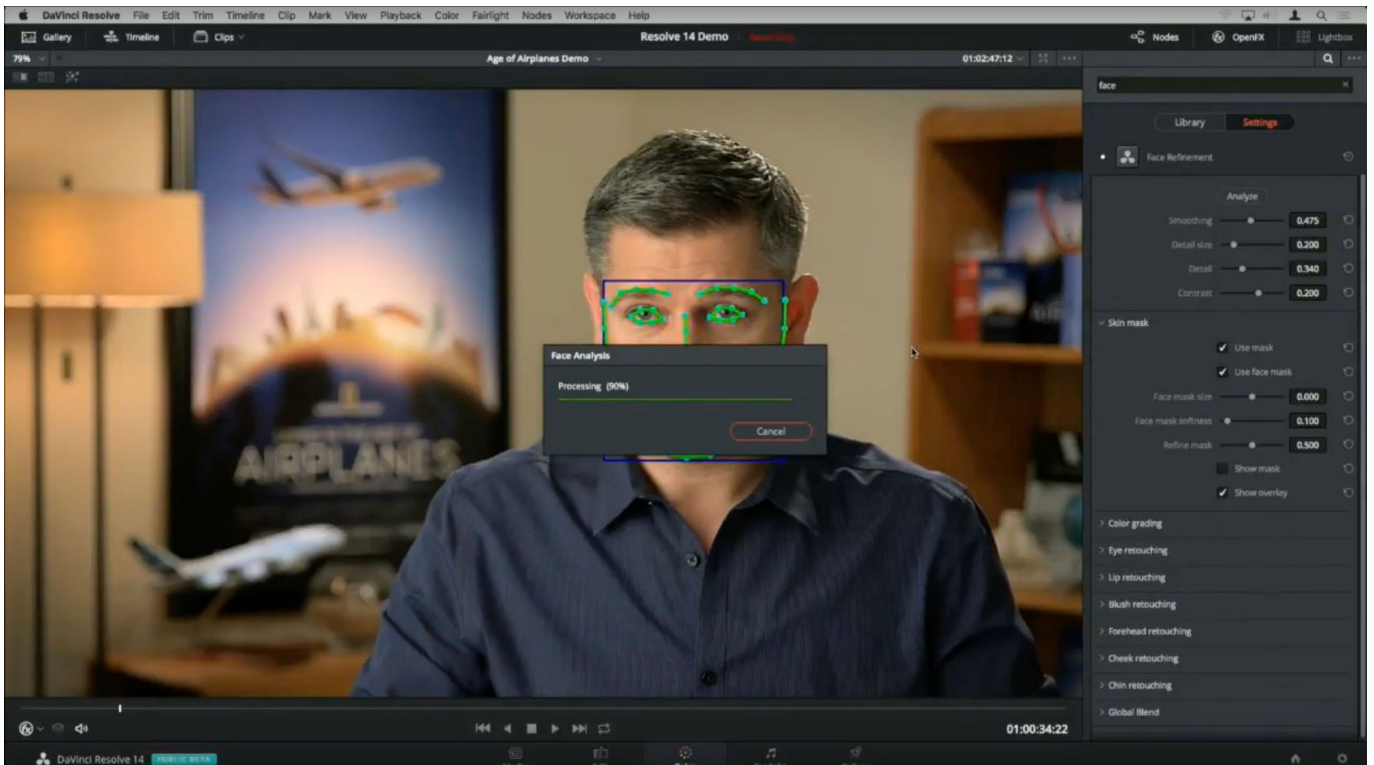 DaVinci Resolve File Edit Trim Timeline Clip Mark View Playback Color Fairlight Nodes Workspace Help
Gallery Timeline Clips Resolve 14 Demo Nodes OpenFX Lightbox
79% Age of Airplanes Demo 01:02:47:12
face
Library Settings
Face Refinement
Analyze
Smoothing 0.475
Detail size 0.200
Detail 0.340
Contrast 0.200
Skin mask
Use mask
Use face mask
Face mask size 0.000
Face mask softness 0.100
Refine mask 0.500
Show mask
Show overlay
Color grading
Eye retouching
Lip retouching
Blush retouching
Forehead retouching
Cheek retouching
Chin retouching
Global Blend
AIRPLANES
Face Analysis
Processing (90%)
Cancel
01:00:34:22
DaVinci Resolve 14 PUBLIC BETA